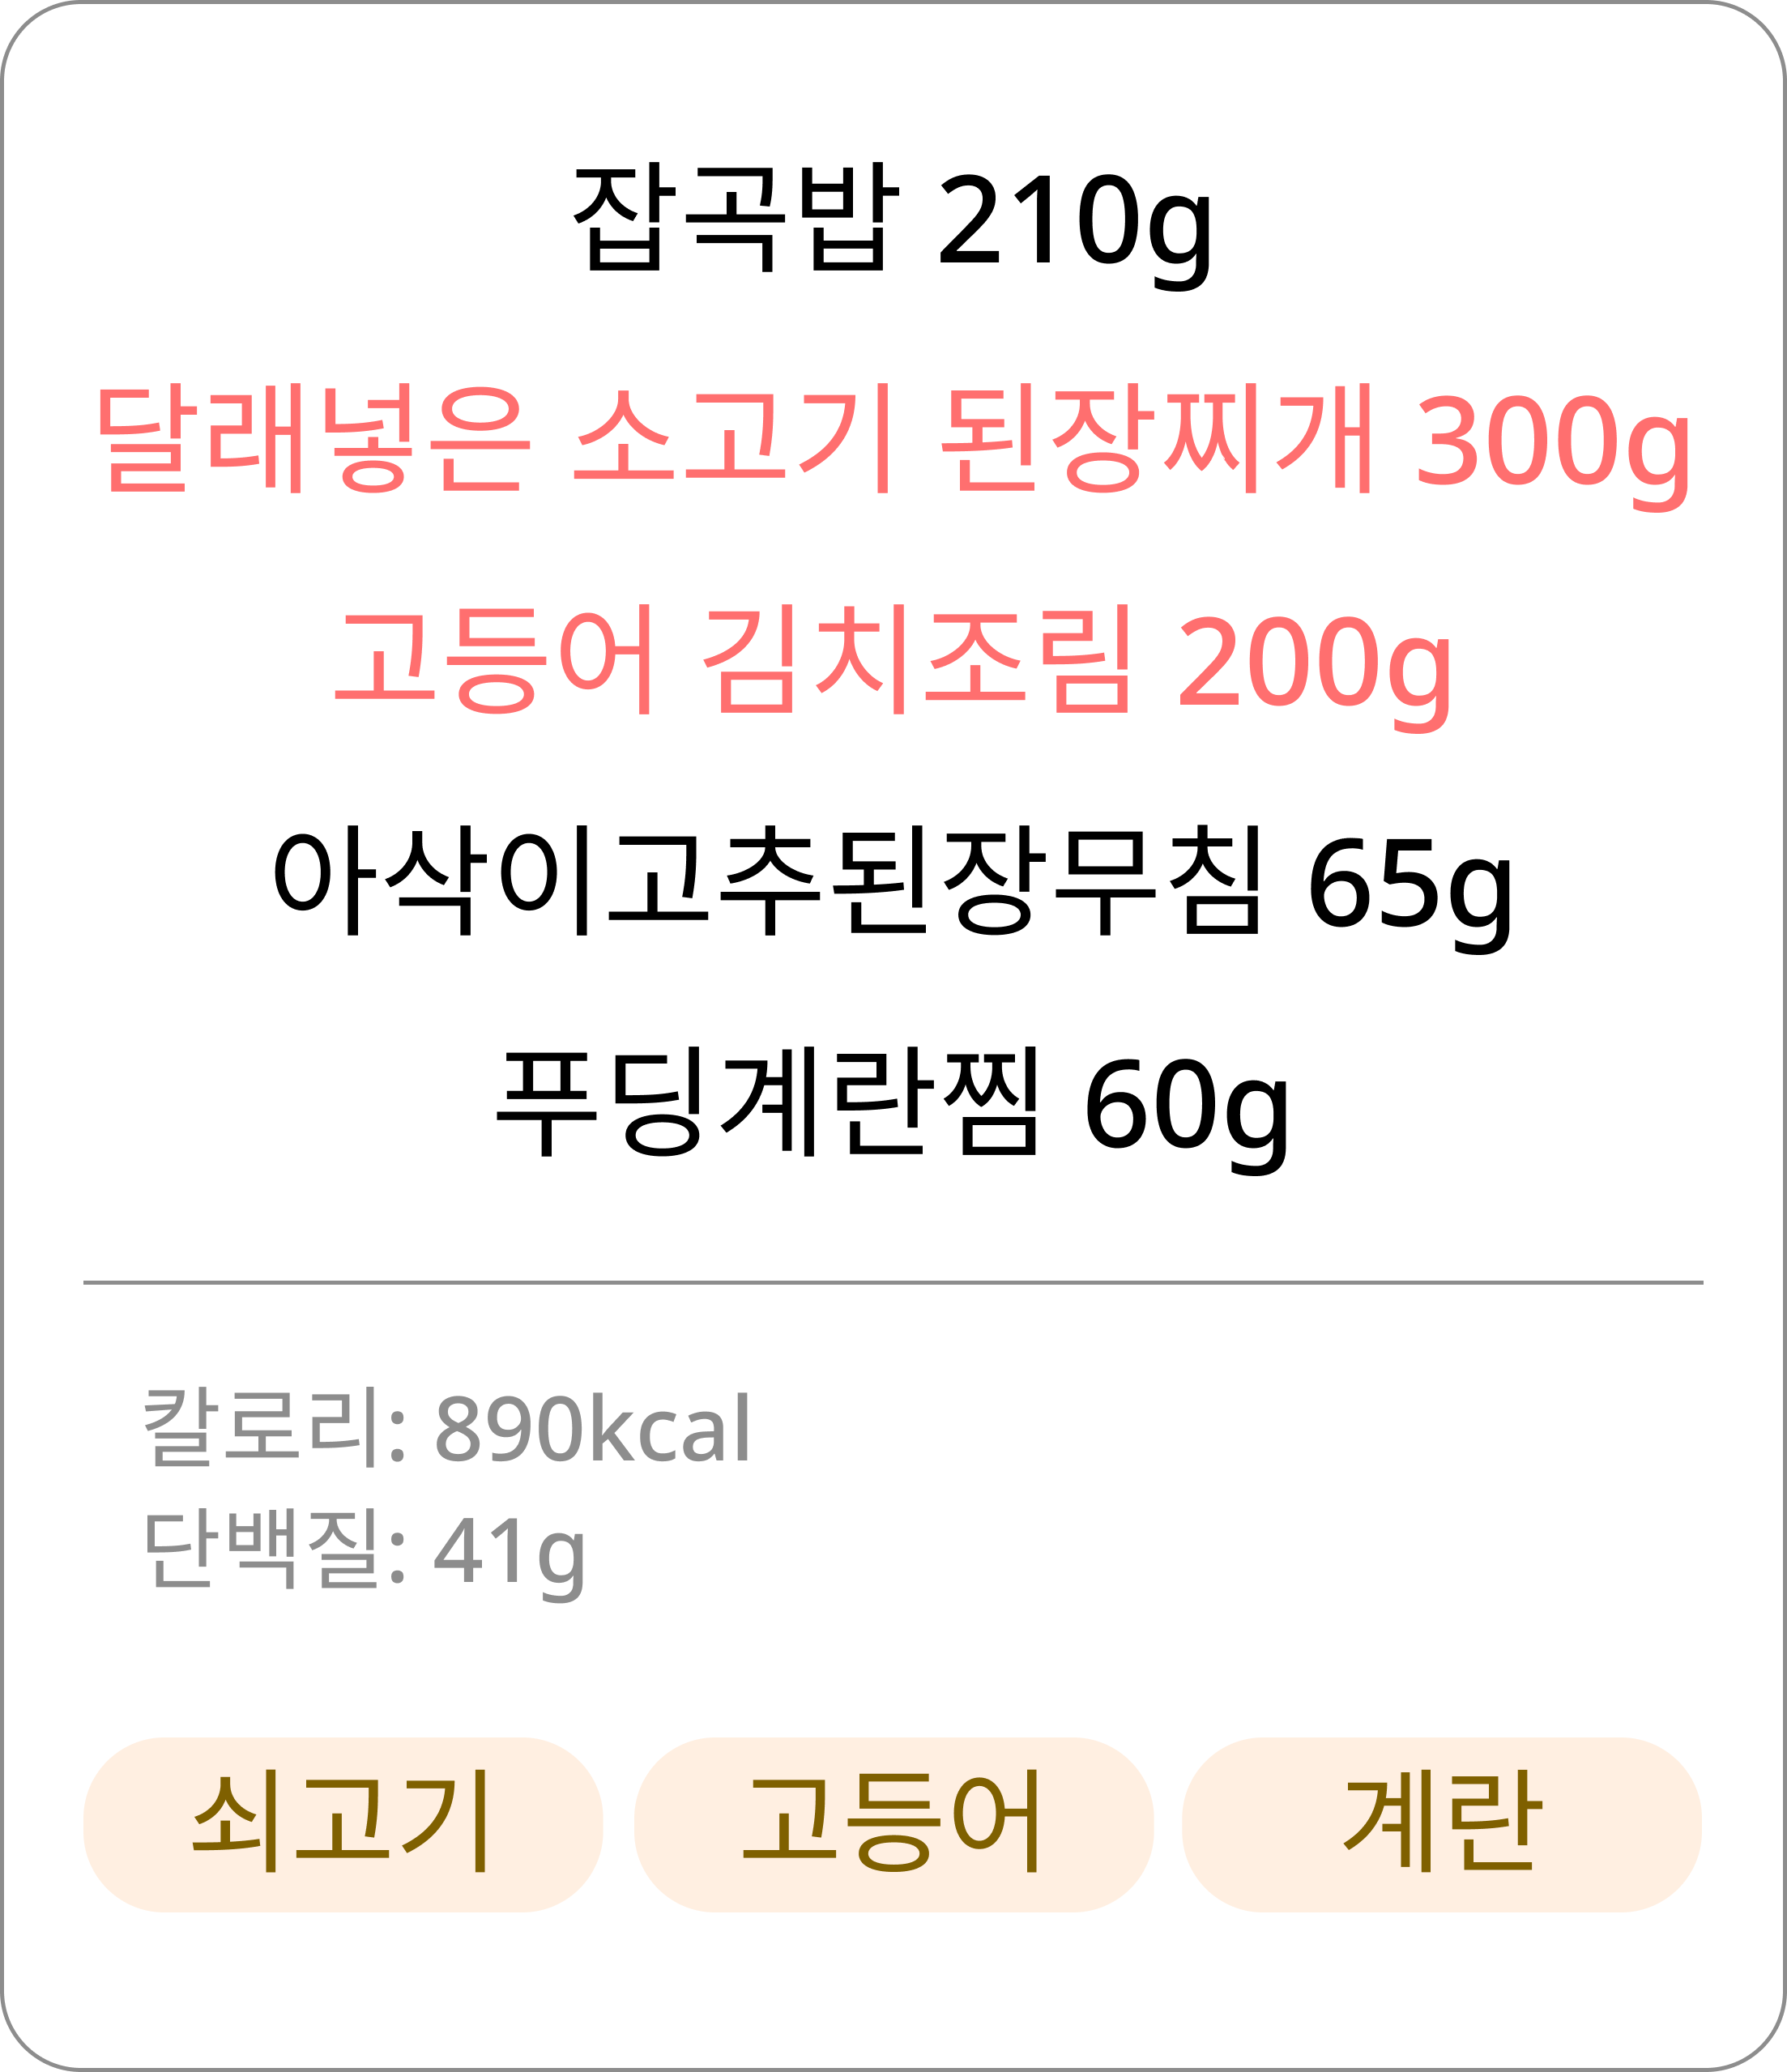 잡곡밥 210g
달래넣은 소고기 된장찌개 300g
고등어 김치조림 200g
아삭이고추된장무침 65g
푸딩계란찜 60g
칼로리: 890kcal
단백질: 41g
쇠고기 고등어 계란